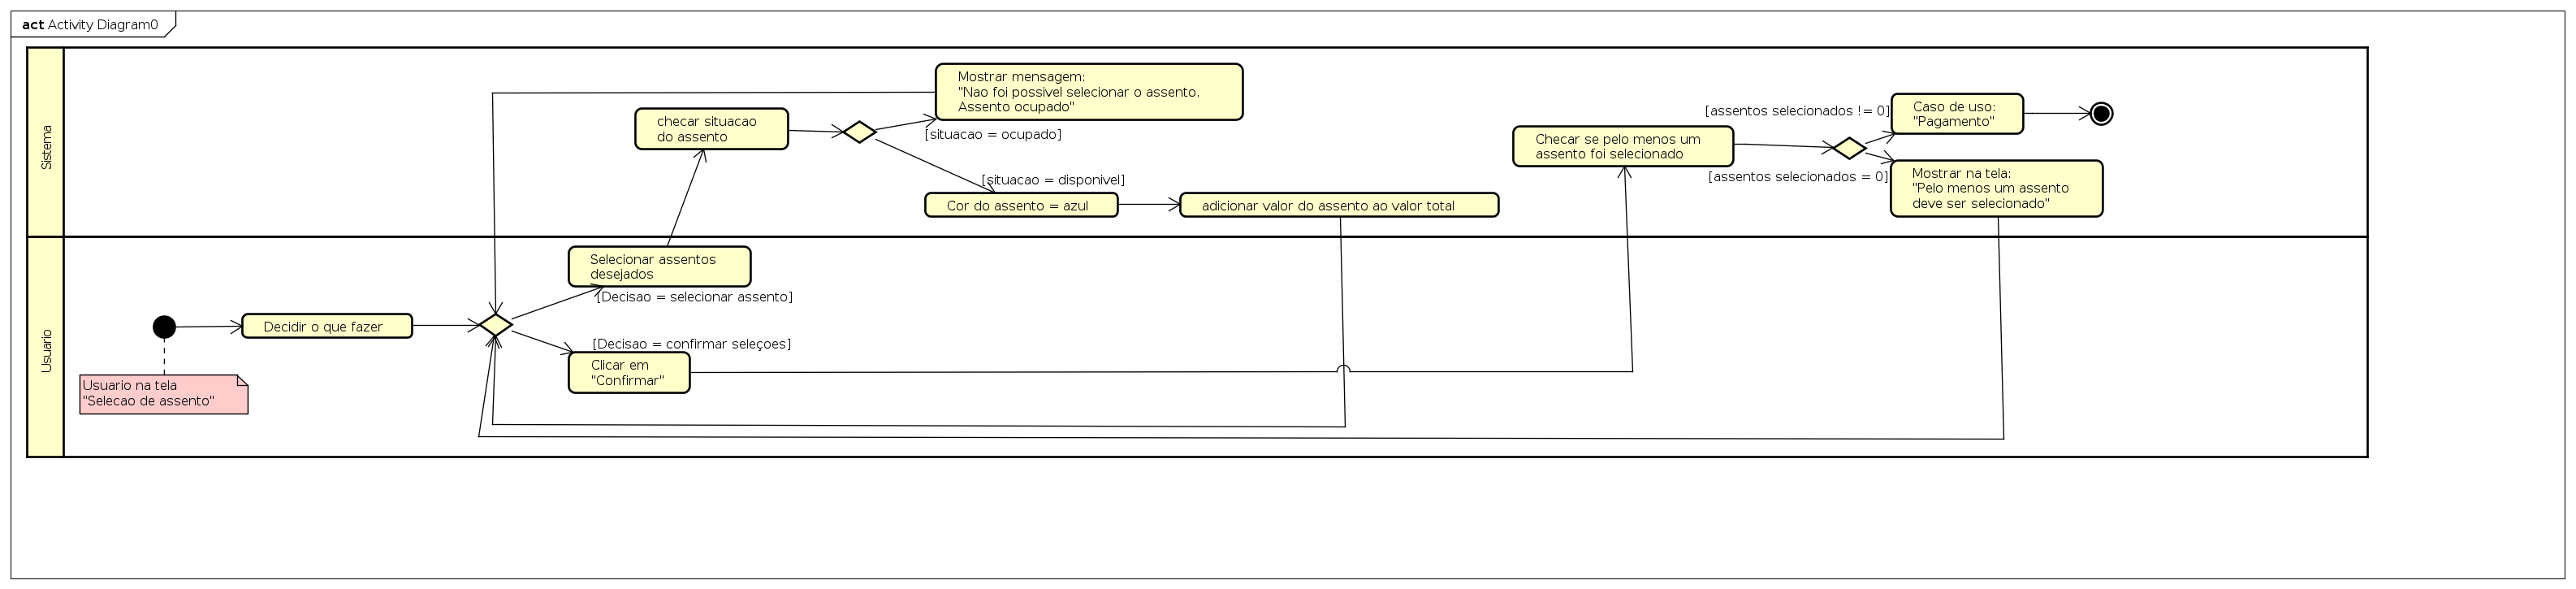 act Activity Diagram0
Sistema
Mostrar mensagem:
"Nao foi possivel selecionar o assento.
Assento ocupado"
checar situacao
do assento
[situacao = ocupado]
[situacao = disponivel]
Cor do assento = azul
adicionar valor do assento ao valor total
Checar se pelo menos um
assento foi selecionado
[assentos selecionados != 0]
Caso de uso:
"Pagamento"
[assentos selecionados = 0]
Mostrar na tela:
"Pelo menos um assento
deve ser selecionado"
Usuario
Selecionar assentos
desejados
[Decisao = selecionar assento]
Decidir o que fazer
[Decisao = confirmar seleçoes]
Clicar em
"Confirmar"
Usuario na tela
"Selecao de assento"